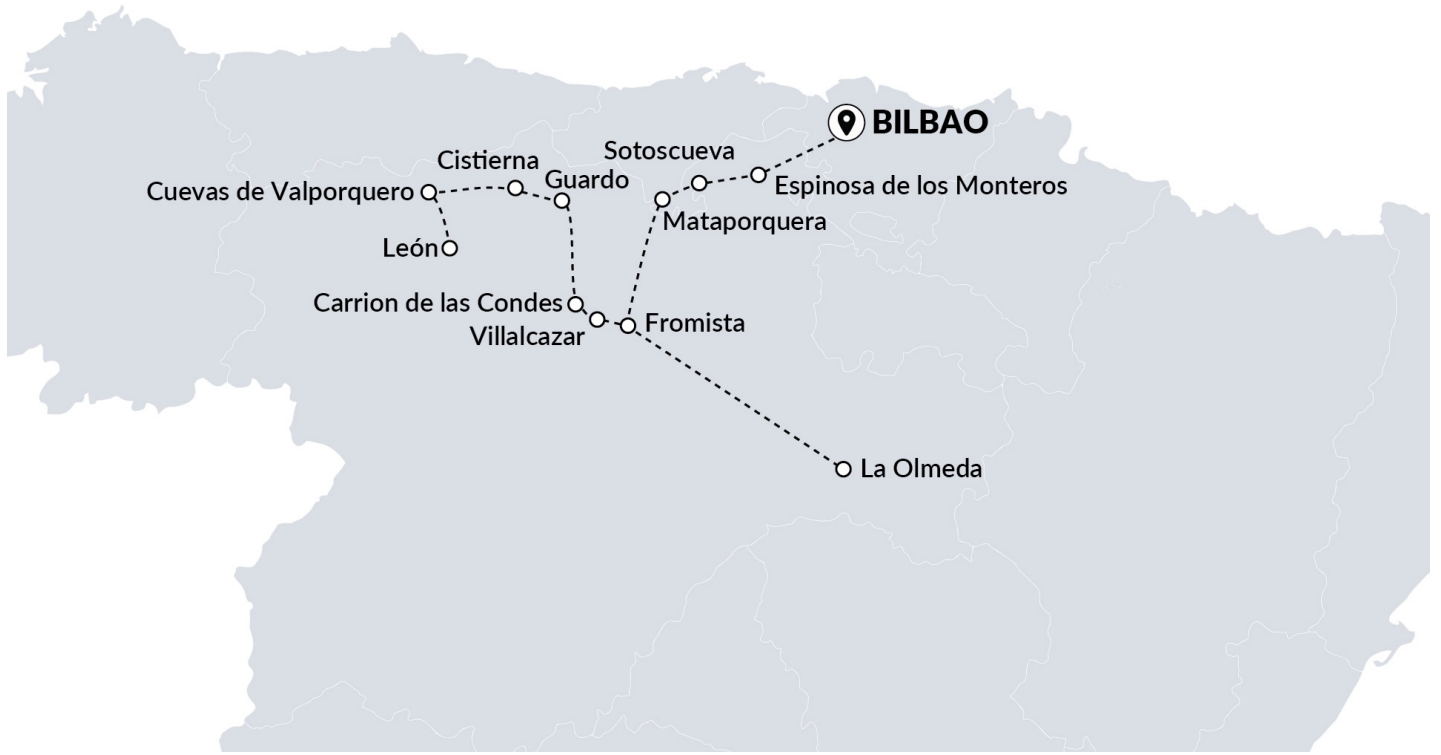 BILBAO
Sotoscueva
Cistierna
Guardo
Cuevas de Valporquero
Espinosa de los Monteros
Mataporquera
León
Carrion de las Condes
Fromista
Villalcazar
La Olmeda